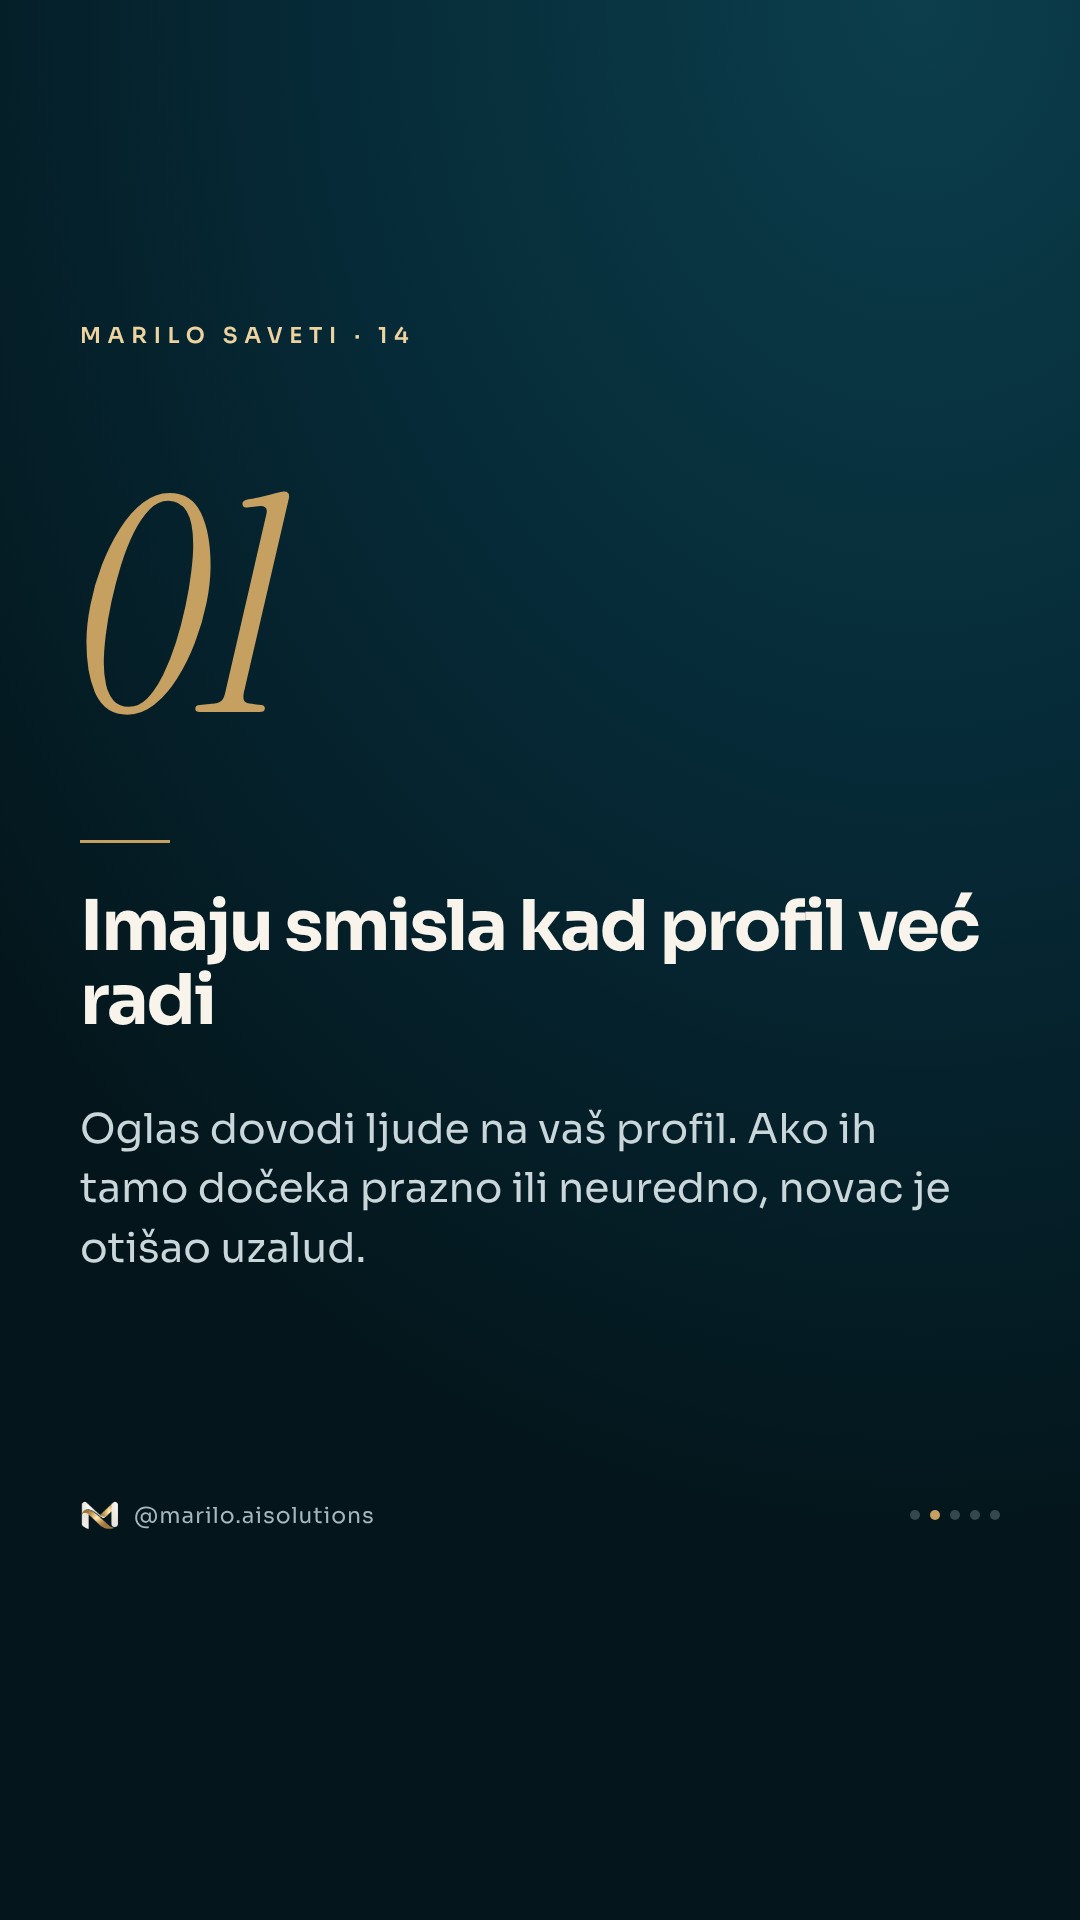 MARILO SAVETI · 14
01
Imaju smisla kad profil već
radi
Oglas dovodi ljude na vaš profil. Ako ih
tamo dočeka prazno ili neuredno, novac je
otišao uzalud.
@marilo.aisolutions